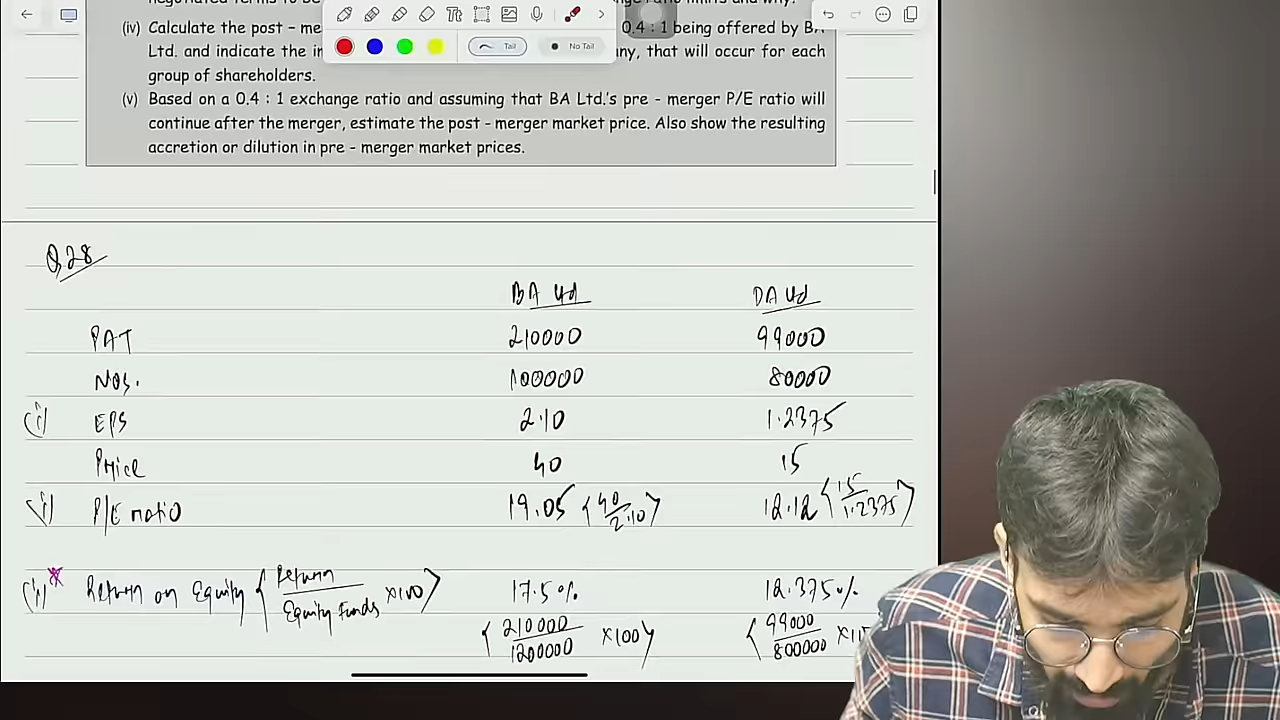 (iv) Calculate the post – me 0.4 : 1 being offered by BA
Ltd. and indicate the in ny, that will occur for each
group of shareholders.
(v) Based on a 0.4 : 1 exchange ratio and assuming that BA Ltd.'s pre - merger P/E ratio will
continue after the merger, estimate the post - merger market price. Also show the resulting
accretion or dilution in pre - merger market prices.
Tail No Tail
Q.28
BA Ltd DA Ltd
PAT 210000 99000
Nos. 100000 80000
(i) EPS 2.10 1.2375
Price 40 15
(i) P/E ratio 19.05 {40/2.10} 12.12 {15/1.2375}
(i)* Return on Equity {Return/Equity Funds ×100} 17.5% 12.375%
{210000/1200000 ×100} {99000/800000 ×10